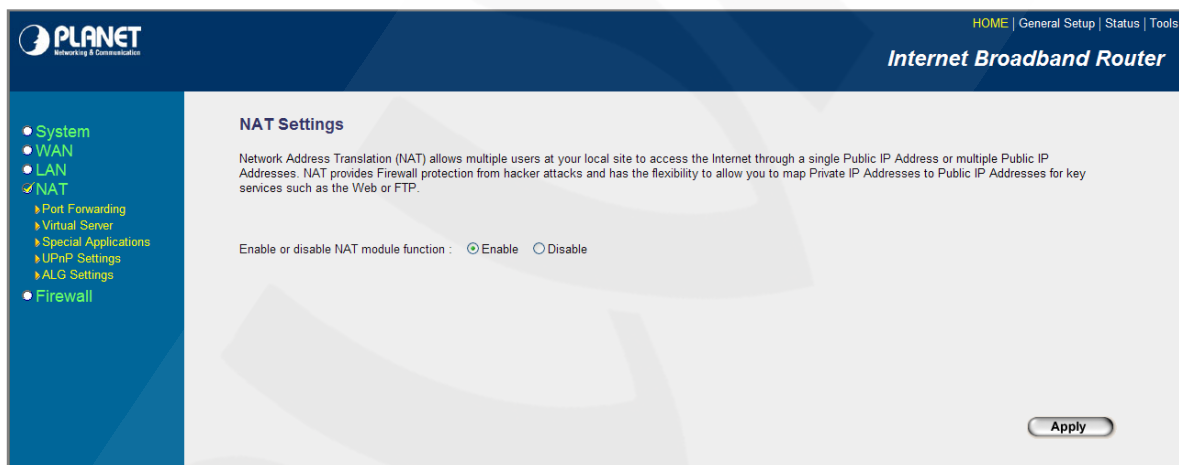 PLANET
Networking & Communication
HOME | General Setup | Status | Tools
Internet Broadband Router
System
WAN
LAN
NAT
Port Forwarding
Virtual Server
Special Applications
UPnP Settings
ALG Settings
Firewall
NAT Settings
Network Address Translation (NAT) allows multiple users at your local site to access the Internet through a single Public IP Address or multiple Public IP
Addresses. NAT provides Firewall protection from hacker attacks and has the flexibility to allow you to map Private IP Addresses to Public IP Addresses for key
services such as the Web or FTP.
Enable or disable NAT module function : Enable Disable
Apply